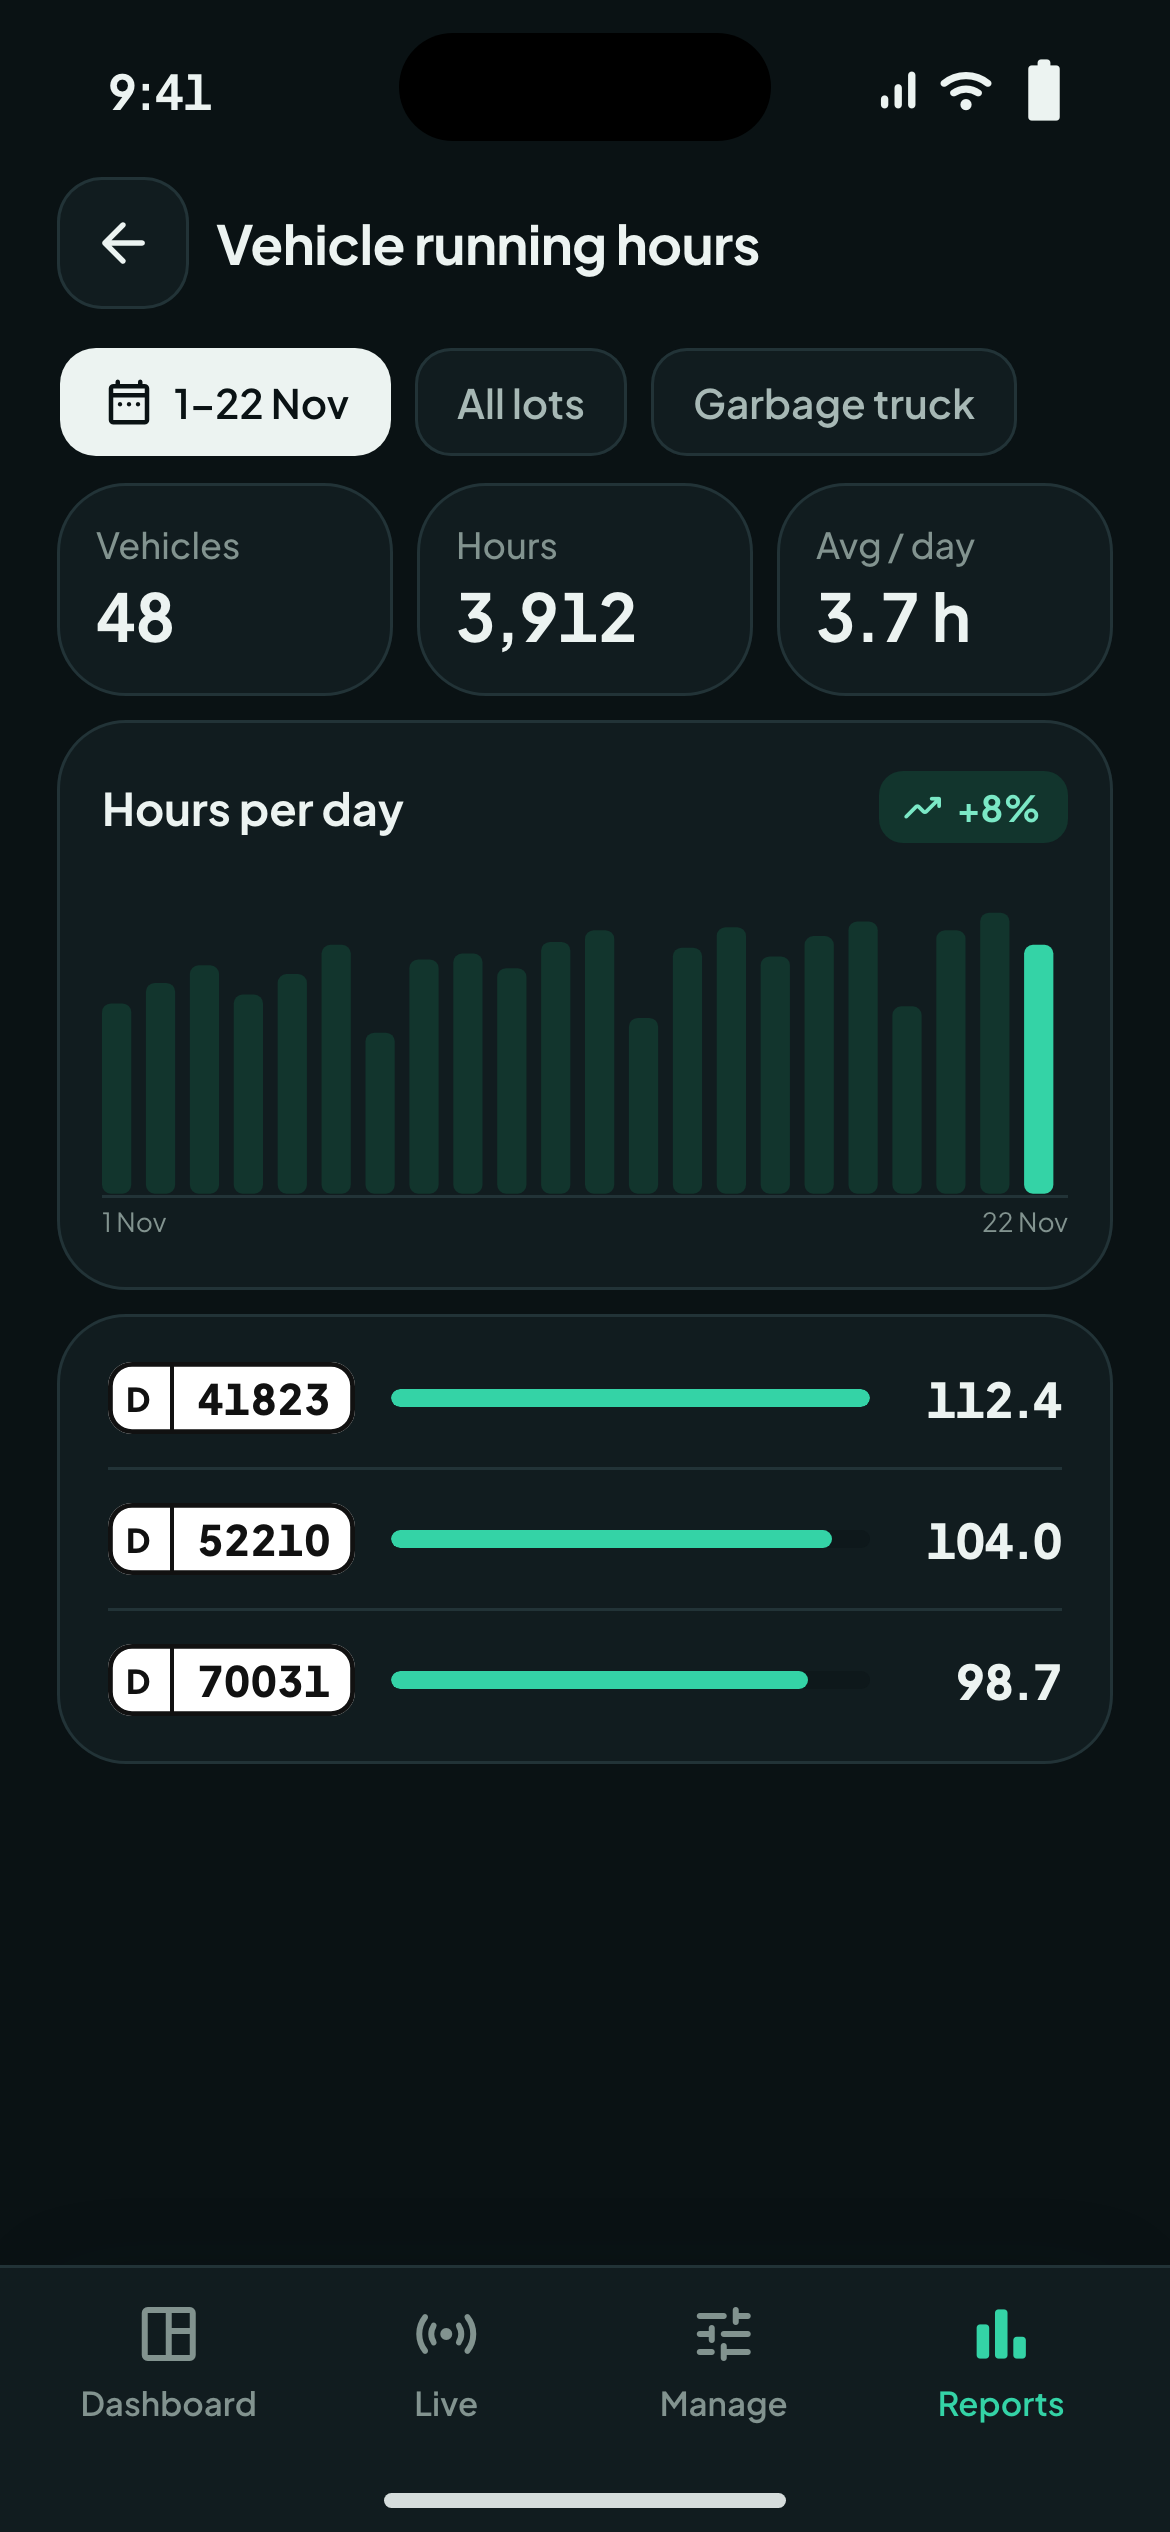 9:41
Vehicle running hours
1–22 Nov
All lots
Garbage truck
Vehicles
48
Hours
3,912
Avg / day
3.7 h
Hours per day
+8%
1 Nov
22 Nov
D 41823
112.4
D 52210
104.0
D 70031
98.7
Dashboard
Live
Manage
Reports